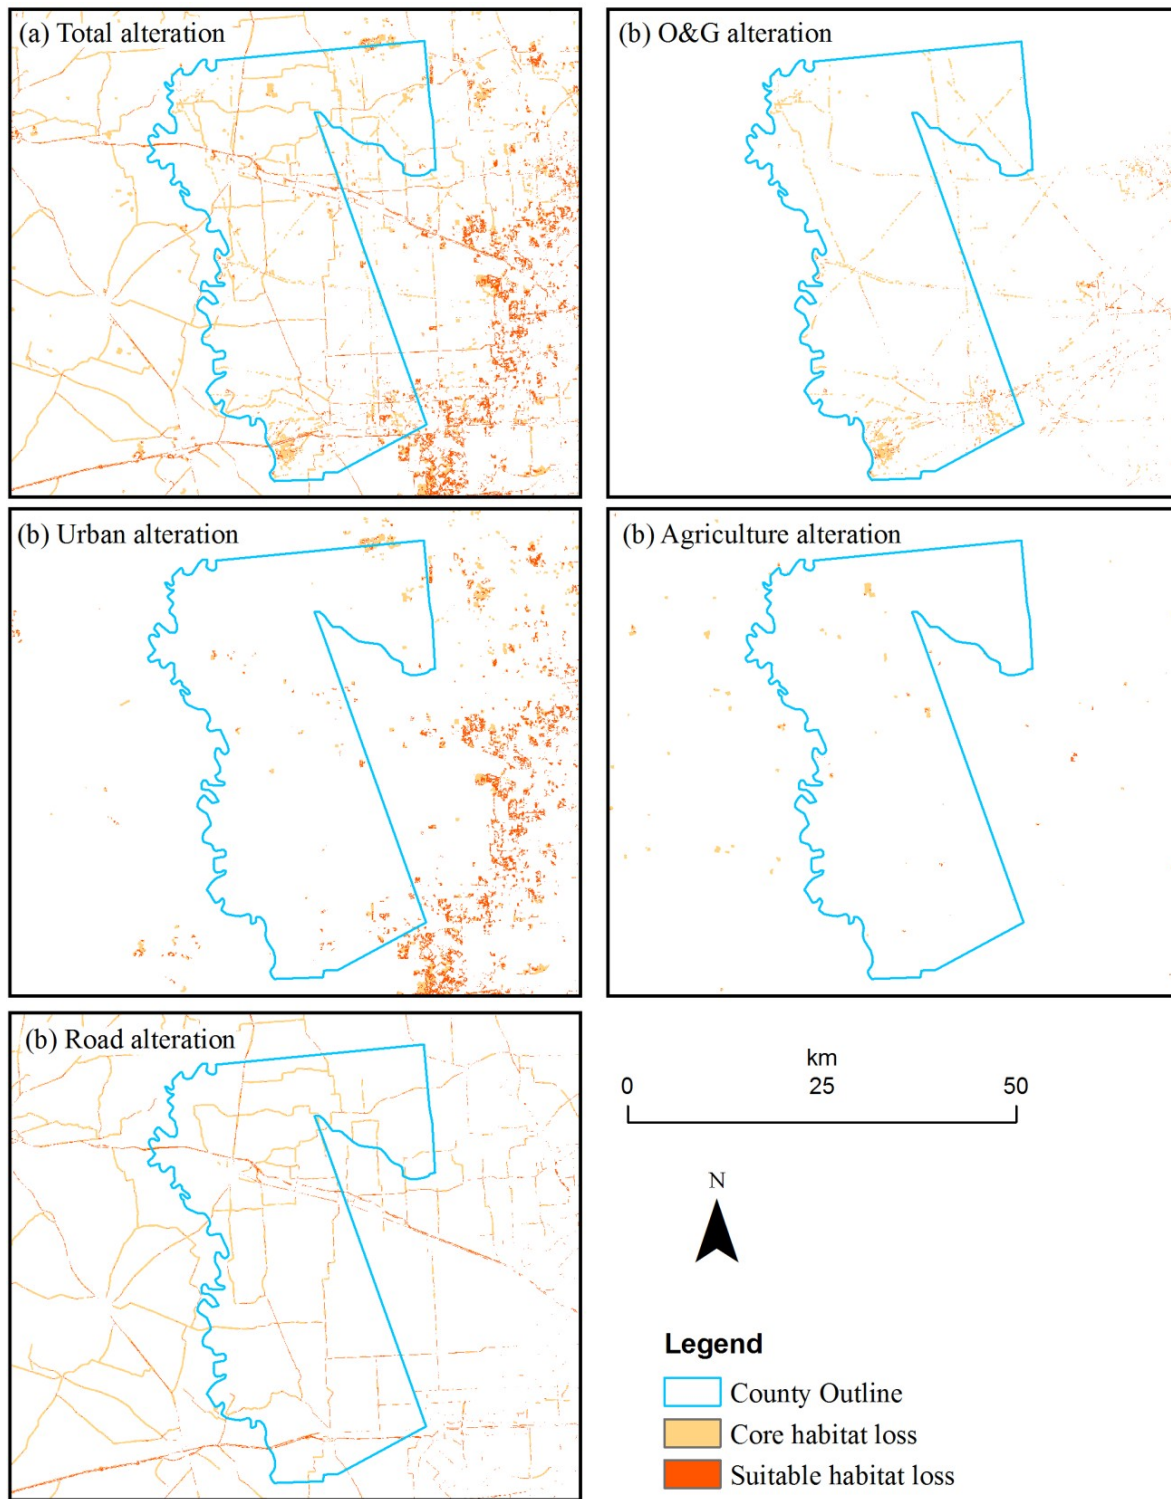 (a) Total alteration
(b) O&G alteration
(b) Urban alteration
(b) Agriculture alteration
(b) Road alteration
km
0 25 50
N
Legend
County Outline
Core habitat loss
Suitable habitat loss